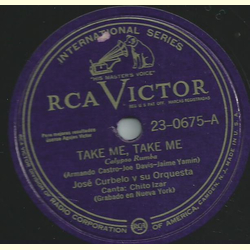 INTERNATIONAL SERIES
"HIS MASTER'S VOICE"
RCA VICTOR
23-0675-A
TAKE ME, TAKE ME
Calypso Rumba
(Armando Castro-Joe Davis-Jaime Yamin)
José Curbelo y su Orquesta
Canta: Chito Izar
(Grabado en Nueva York)
RCA